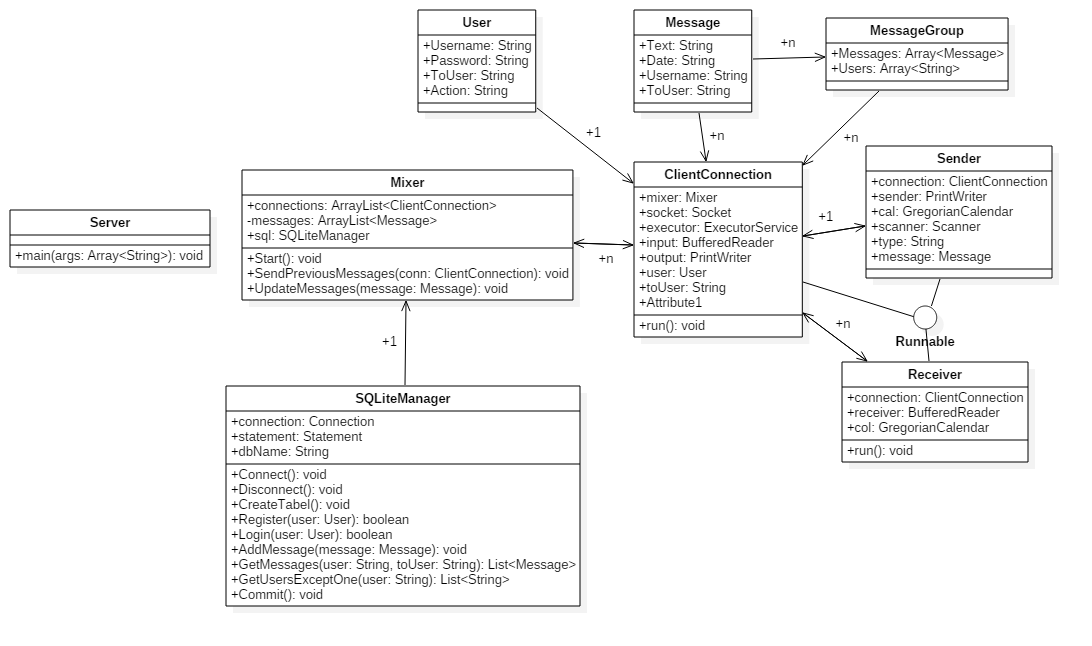 User
+Username: String
+Password: String
+ToUser: String
+Action: String
Message
+Text: String
+Date: String
+Username: String
+ToUser: String
+n
MessageGroup
+Messages: Array<Message>
+Users: Array<String>
+1
+n
+n
Mixer
+connections: ArrayList<ClientConnection>
-messages: ArrayList<Message>
+sql: SQLiteManager
+Start(): void
+SendPreviousMessages(conn: ClientConnection): void
+UpdateMessages(message: Message): void
+n
ClientConnection
+mixer: Mixer
+socket: Socket
+executor: ExecutorService
+input: BufferedReader
+output: PrintWriter
+user: User
+toUser: String
+Attribute1
+run(): void
+1
Sender
+connection: ClientConnection
+sender: PrintWriter
+cal: GregorianCalendar
+scanner: Scanner
+type: String
+message: Message
Server
+main(args: Array<String>): void
+n
Runnable
+1
Receiver
+connection: ClientConnection
+receiver: BufferedReader
+col: GregorianCalendar
+run(): void
SQLiteManager
+connection: Connection
+statement: Statement
+dbName: String
+Connect(): void
+Disconnect(): void
+CreateTabel(): void
+Register(user: User): boolean
+Login(user: User): boolean
+AddMessage(message: Message): void
+GetMessages(user: String, toUser: String): List<Message>
+GetUsersExceptOne(user: String): List<String>
+Commit(): void